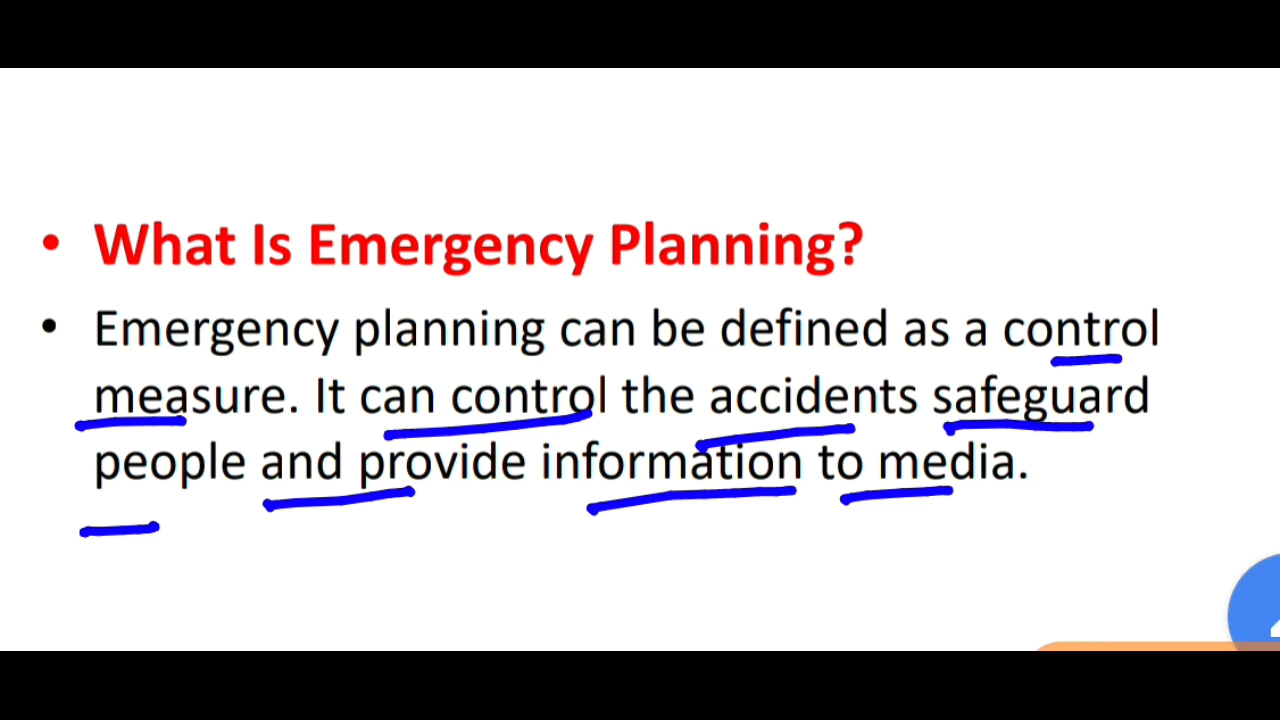 • What Is Emergency Planning?
• Emergency planning can be defined as a control
measure. It can control the accidents safeguard
people and provide information to media.